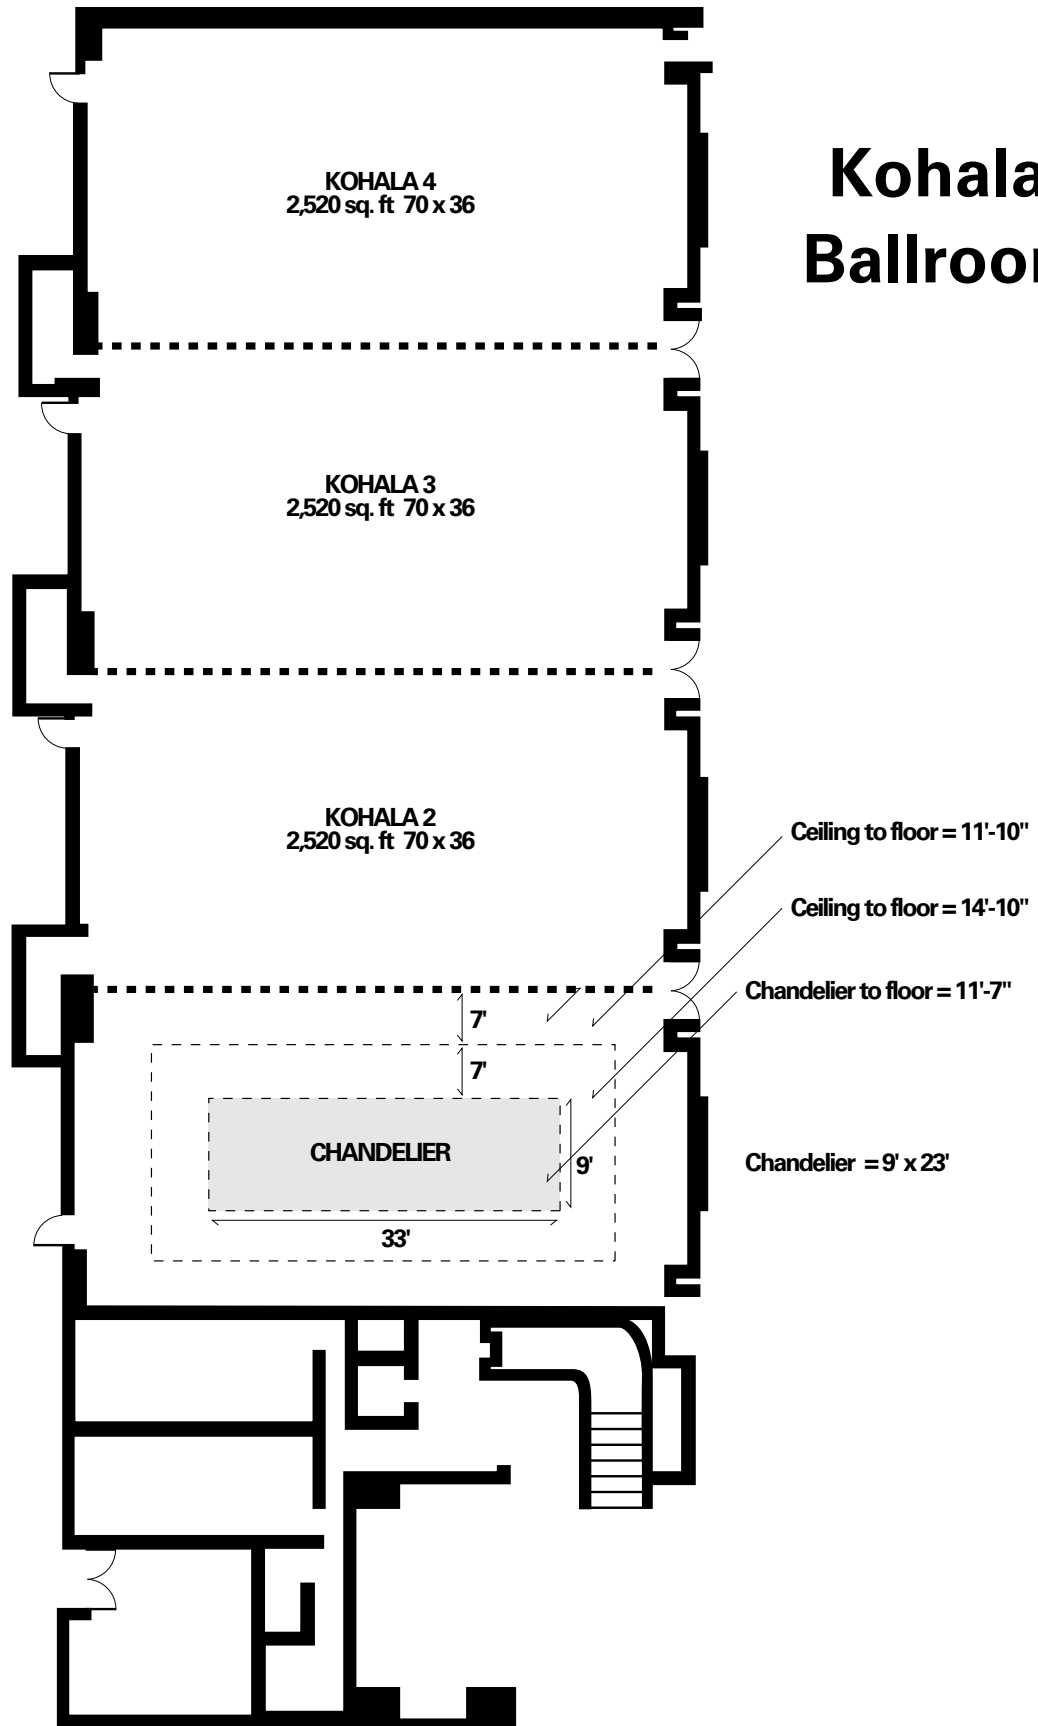 Kohala
Ballroo
KOHALA 4
2,520 sq. ft 70 x 36
KOHALA 3
2,520 sq. ft 70 x 36
KOHALA 2
2,520 sq. ft 70 x 36
Ceiling to floor = 11'-10"
Ceiling to floor = 14'-10"
Chandelier to floor = 11'-7"
7'
7'
CHANDELIER
9'
Chandelier = 9' x 23'
33'